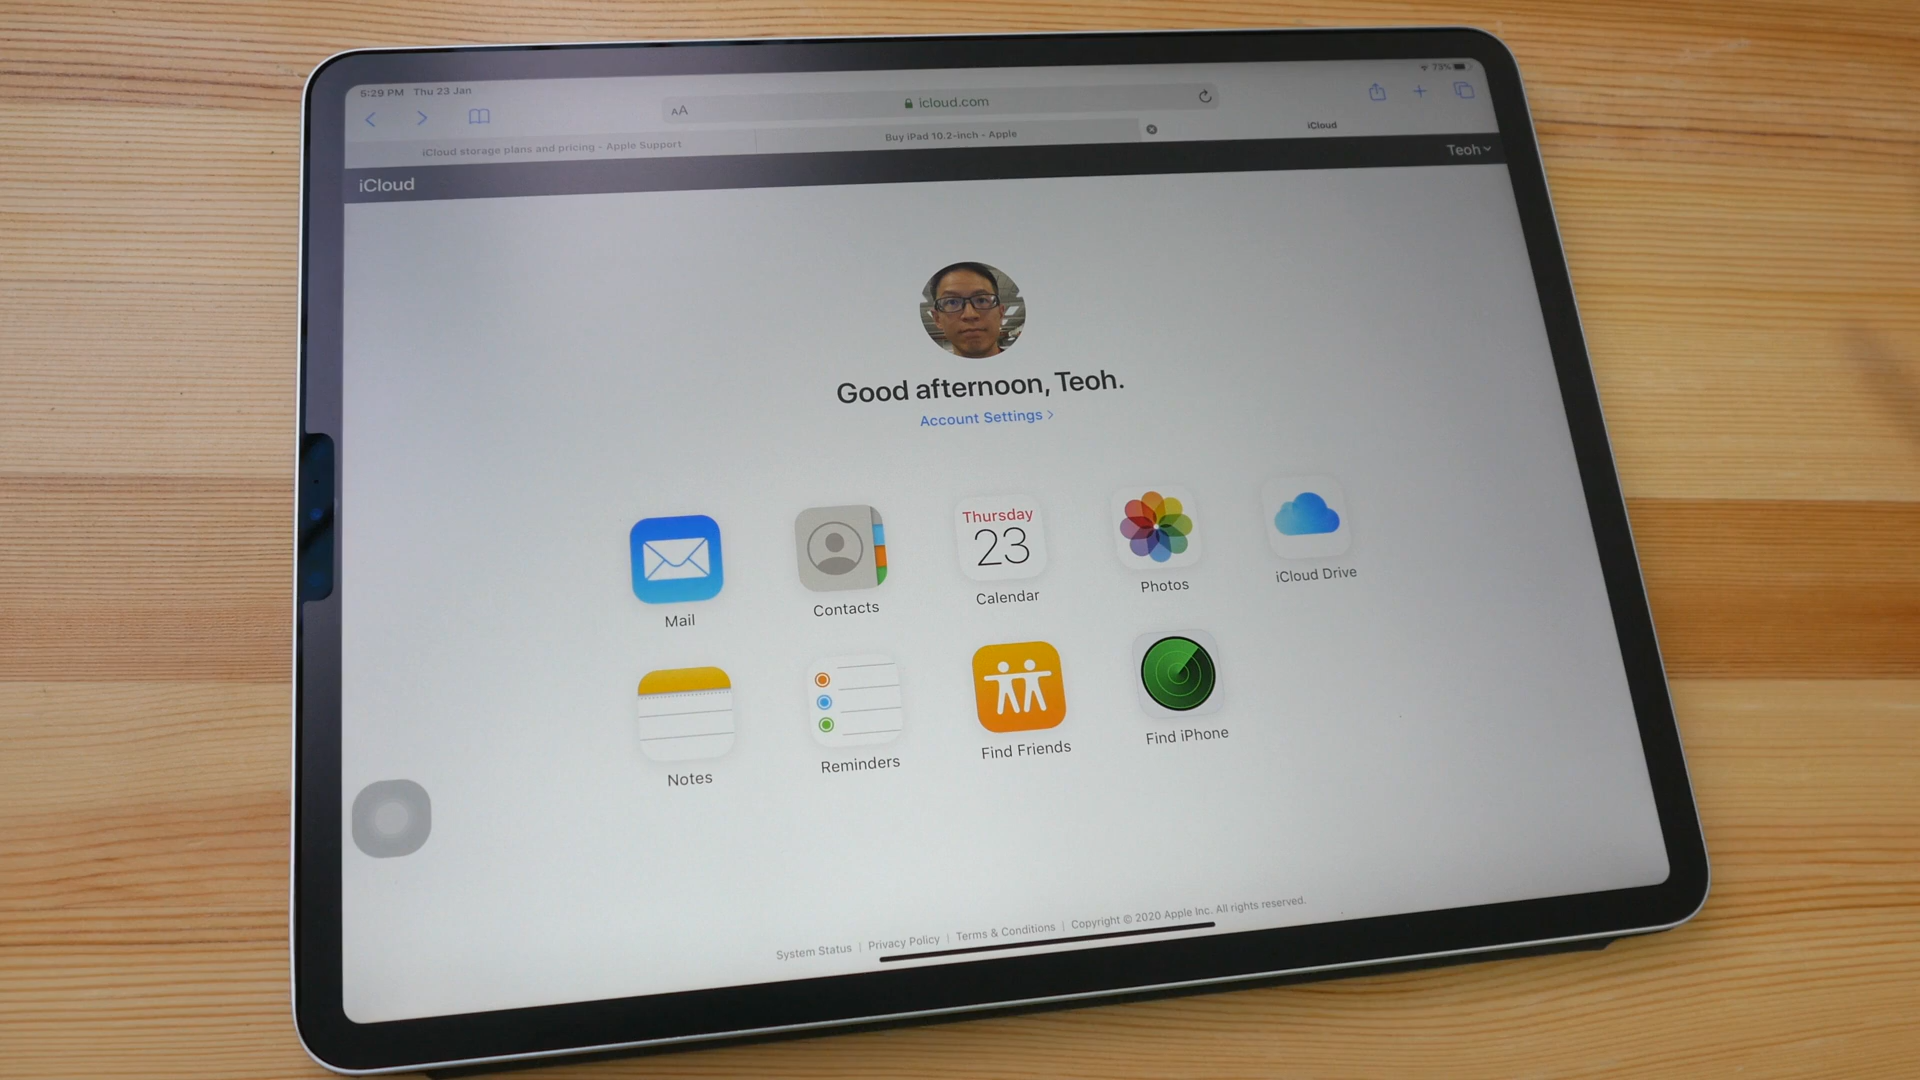 5:29 PM Thu 23 Jan
73%
AA
icloud.com
iCloud storage plans and pricing - Apple Support
Buy iPad 10.2-inch - Apple
iCloud
iCloud
Teoh
Good afternoon, Teoh.
Account Settings >
Mail
Contacts
Thursday
23
Calendar
Photos
iCloud Drive
Notes
Reminders
Find Friends
Find iPhone
System Status | Privacy Policy | Terms & Conditions | Copyright © 2020 Apple Inc. All rights reserved.